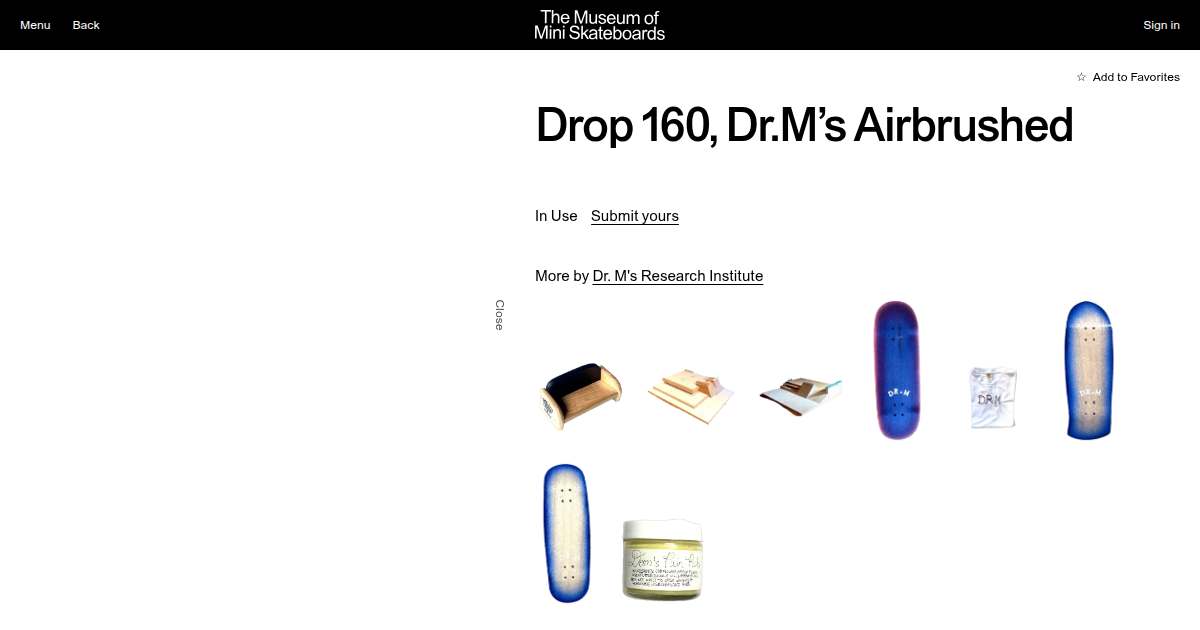 Menu
Back
The Museum of
Mini Skateboards
Sign in
☆ Add to Favorites
Drop 160, Dr.M’s Airbrushed
In Use Submit yours
More by Dr. M's Research Institute
Close
DR.M
DR.M
DR.M